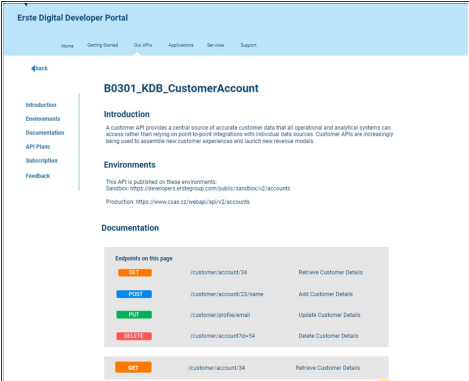 Erste Digital Developer Portal
Home Getting Started Our APIs Applications Services Support
back
B0301_KDB_CustomerAccount
Introduction
Environments
Documentation
API Plans
Subscription
Feedback
Introduction
A customer API provides a central source of accurate customer data that all operational and analytical systems can
access rather than relying on point-to-point integrations with individual data sources. Customer APIs are increasingly
being used to assemble new customer experiences and launch new revenue models.
Environments
This API is published on these environments:
Sandbox: https://developers.erstegroup.com/public/sandbox/v2/accounts
Production: https://www.csas.cz/webapi/api/v2/accounts
Documentation
Endpoints on this page
GET /customer/account/34 Retrieve Customer Details
POST /customer/account/23/name Add Customer Details
PUT /customer/profile/email Update Customer Details
DELETE /customer/account?id=54 Delete Customer Details
GET /customer/account/34 Retrieve Customer Details